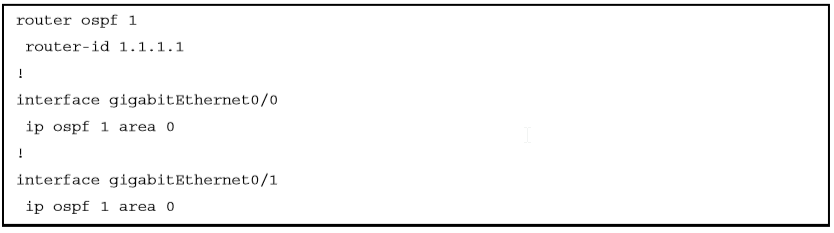 router ospf 1
 router-id 1.1.1.1
!
interface gigabitEthernet0/0
 ip ospf 1 area 0
!
interface gigabitEthernet0/1
 ip ospf 1 area 0